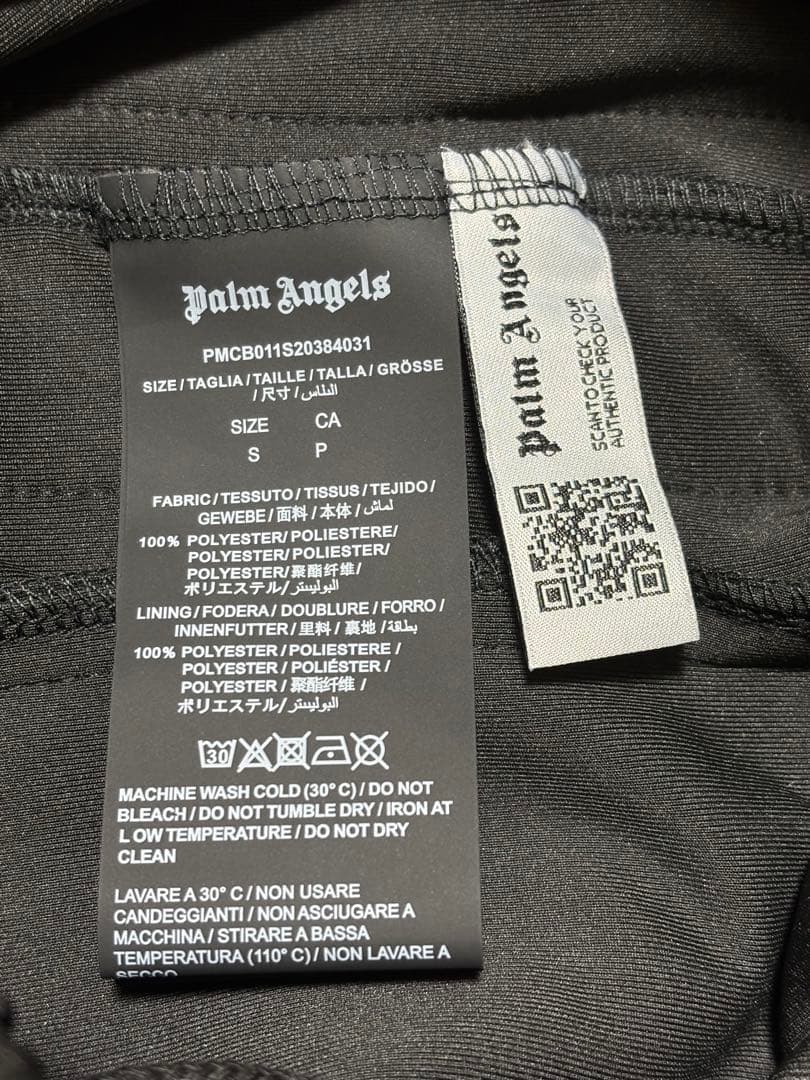 Palm Angels
PMCB011S20384031
SIZE / TAGLIA / TAILLE / TALLA / GRÖSSE
/ 尺寸 /
SIZE CA
S P
FABRIC / TESSUTO / TISSUS / TEJIDO /
GEWEBE / 面料 / 本体 / لماش
100% POLYESTER/ POLIESTERE/
POLYESTER/ POLIESTER/
POLYESTER/聚酯纤维/
ポリエステル/ البوليستر
LINING / FODERA / DOUBLURE / FORRO /
INNENFUTTER / 里料 / 裏地 / بطاقة
100% POLYESTER / POLIESTERE /
POLYESTER / POLIÉSTER /
POLYESTER / 聚酯纤维 /
ポリエステル/ البوليستر
30
MACHINE WASH COLD (30° C) / DO NOT
BLEACH / DO NOT TUMBLE DRY / IRON AT
L OW TEMPERATURE / DO NOT DRY
CLEAN
LAVARE A 30° C / NON USARE
CANDEGGIANTI / NON ASCIUGARE A
MACCHINA / STIRARE A BASSA
TEMPERATURA (110° C) / NON LAVARE A
SECCO
Palm Angels
SCANTOCHECK YOUR
AUTHENTIC PRODUCT